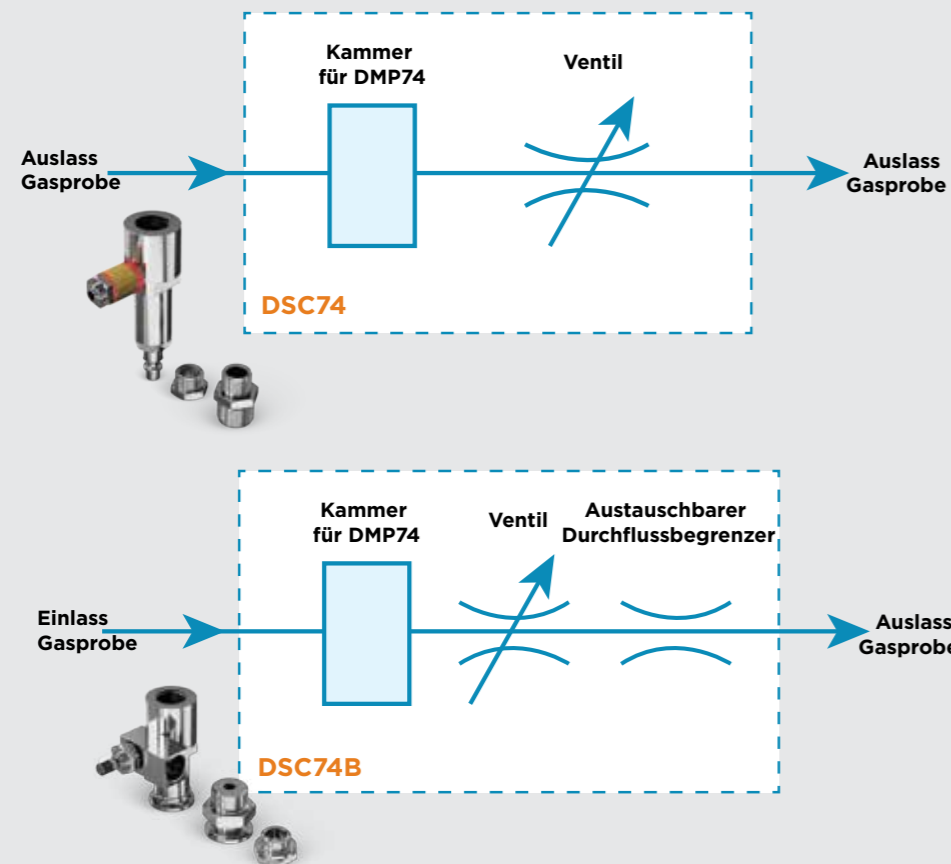 Kammer
für DMP74
Ventil
Auslass
Gasprobe
Auslass
Gasprobe
DSC74
Kammer
für DMP74
Ventil
Austauschbarer
Durchflussbegrenzer
Einlass
Gasprobe
Auslass
Gasprobe
DSC74B